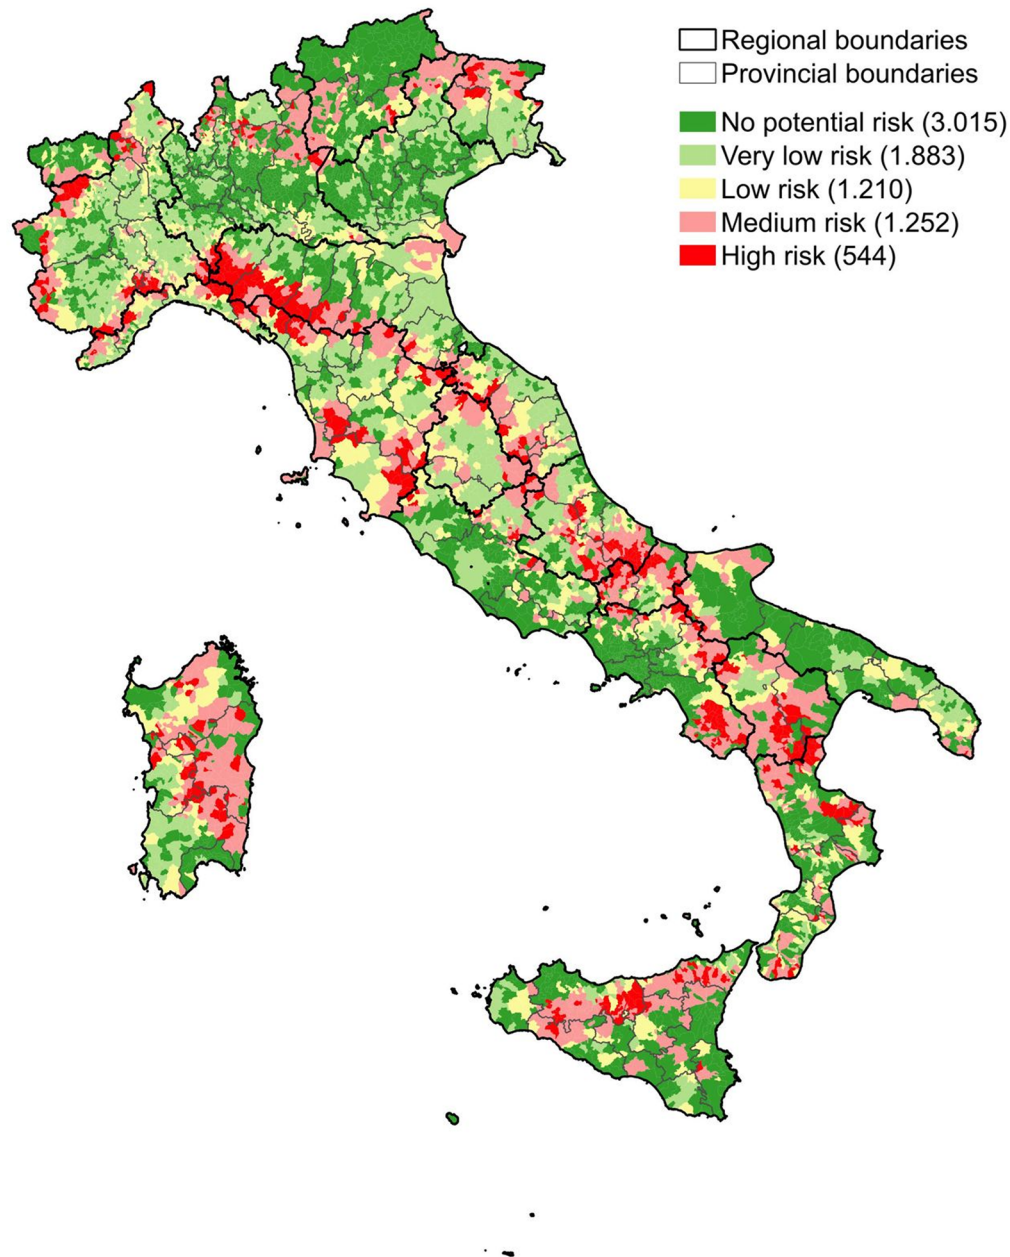 Regional boundaries
Provincial boundaries
No potential risk (3.015)
Very low risk (1.883)
Low risk (1.210)
Medium risk (1.252)
High risk (544)